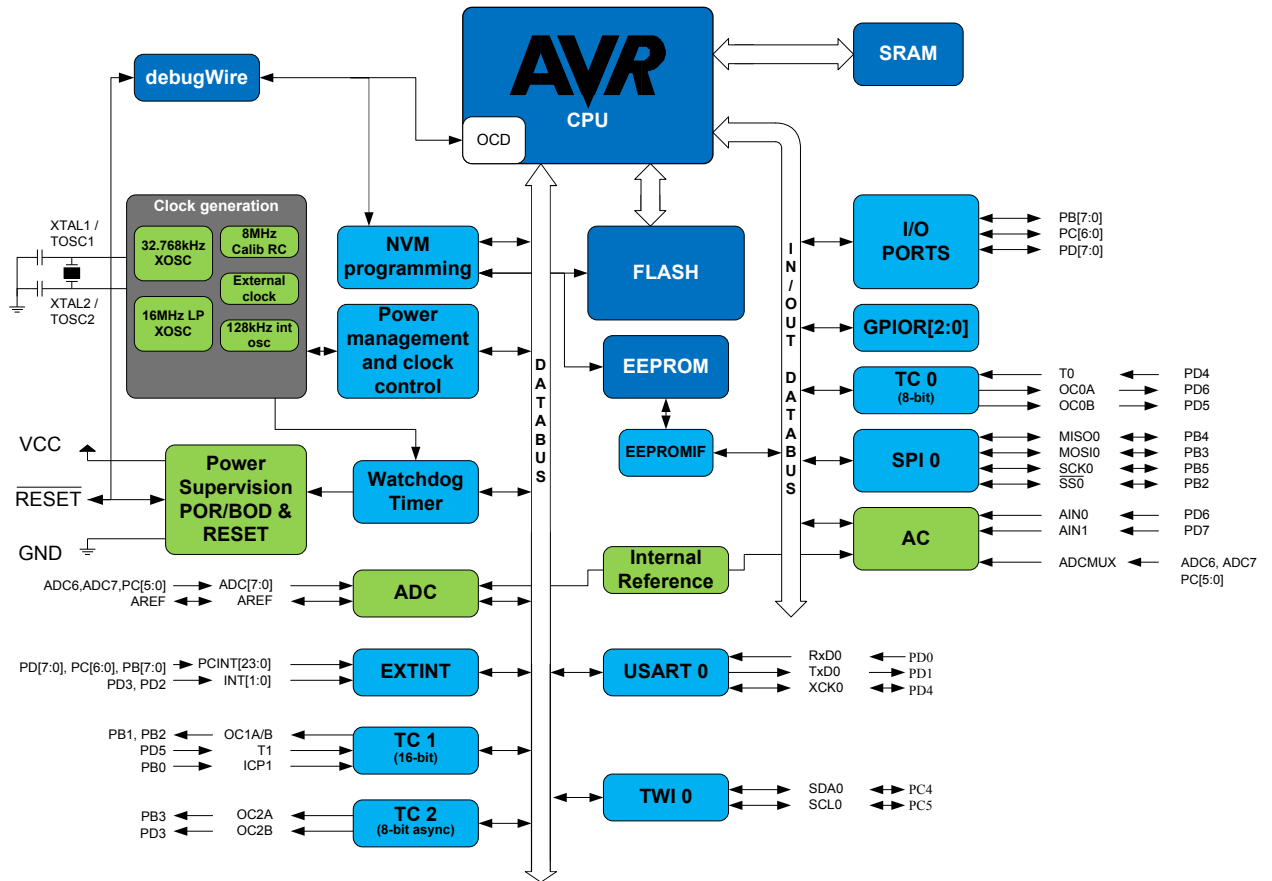 AVR
CPU
OCD
SRAM
debugWire
Clock generation
XTAL1 /
TOSC1
XTAL2 /
TOSC2
32.768kHz
XOSC
8MHz
Calib RC
External
clock
16MHz LP
XOSC
128kHz int
osc
NVM
programming
Power
management
and clock
control
FLASH
EEPROM
EEPROMIF
DATABUS
IN/OUT DATABUS
I/O
PORTS
PB[7:0]
PC[6:0]
PD[7:0]
GPIOR[2:0]
TC 0
(8-bit)
T0 PD4
OC0A PD6
OC0B PD5
SPI 0
MISO0 PB4
MOSI0 PB3
SCK0 PB5
SS0 PB2
AC
AIN0 PD6
AIN1 PD7
ADCMUX ADC6, ADC7
PC[5:0]
VCC
RESET
GND
Power
Supervision
POR/BOD &
RESET
Watchdog
Timer
Internal
Reference
ADC6,ADC7,PC[5:0] ADC[7:0]
AREF AREF
ADC
PD[7:0], PC[6:0], PB[7:0] PCINT[23:0]
PD3, PD2 INT[1:0]
EXTINT
USART 0
RxD0 PD0
TxD0 PD1
XCK0 PD4
PB1, PB2 OC1A/B
PD5 T1
PB0 ICP1
TC 1
(16-bit)
TWI 0
SDA0 PC4
SCL0 PC5
PB3 OC2A
PD3 OC2B
TC 2
(8-bit async)